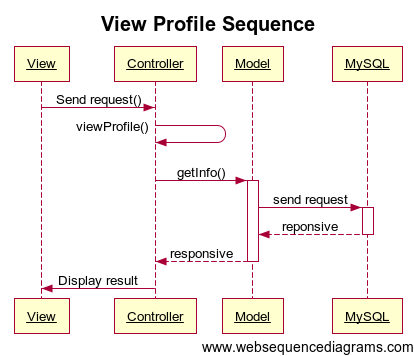 View Profile Sequence
View Controller Model MySQL
Send request()
viewProfile()
getInfo()
send request
reponsive
responsive
Display result
View Controller Model MySQL
www.websequencediagrams.com